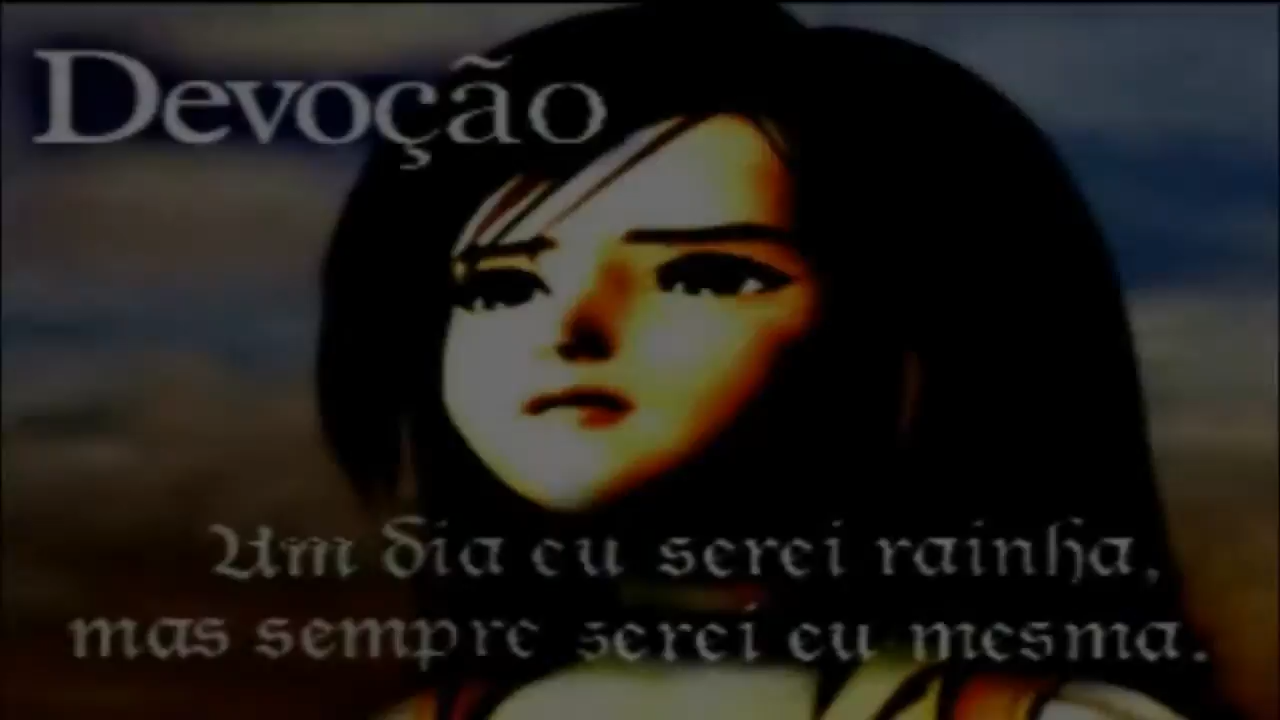 Devoção
Um dia eu serei rainha,
mas sempre serei eu mesma.